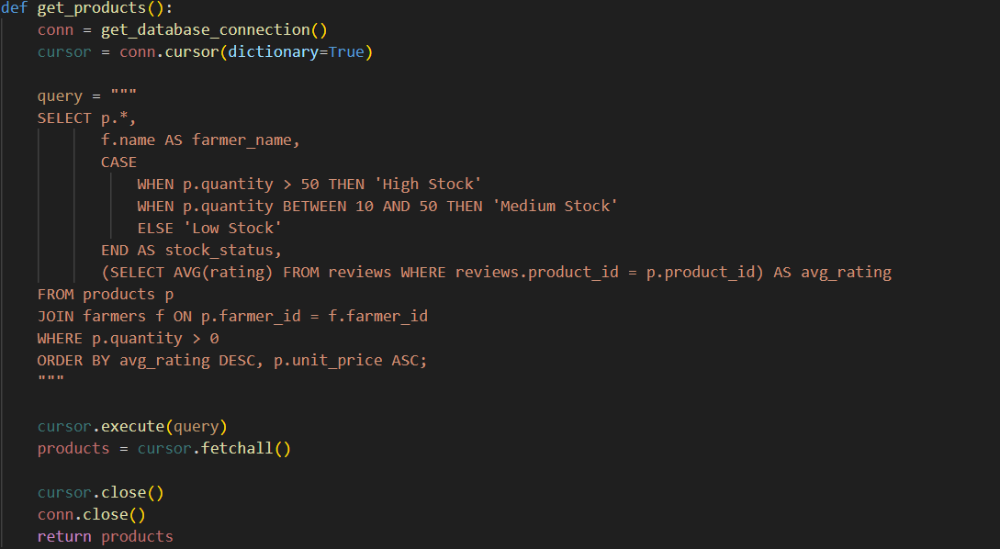 def get_products():
    conn = get_database_connection()
    cursor = conn.cursor(dictionary=True)

    query = """
    SELECT p.*,
           f.name AS farmer_name,
           CASE
               WHEN p.quantity > 50 THEN 'High Stock'
               WHEN p.quantity BETWEEN 10 AND 50 THEN 'Medium Stock'
               ELSE 'Low Stock'
           END AS stock_status,
           (SELECT AVG(rating) FROM reviews WHERE reviews.product_id = p.product_id) AS avg_rating
    FROM products p
    JOIN farmers f ON p.farmer_id = f.farmer_id
    WHERE p.quantity > 0
    ORDER BY avg_rating DESC, p.unit_price ASC;
    """

    cursor.execute(query)
    products = cursor.fetchall()

    cursor.close()
    conn.close()
    return products